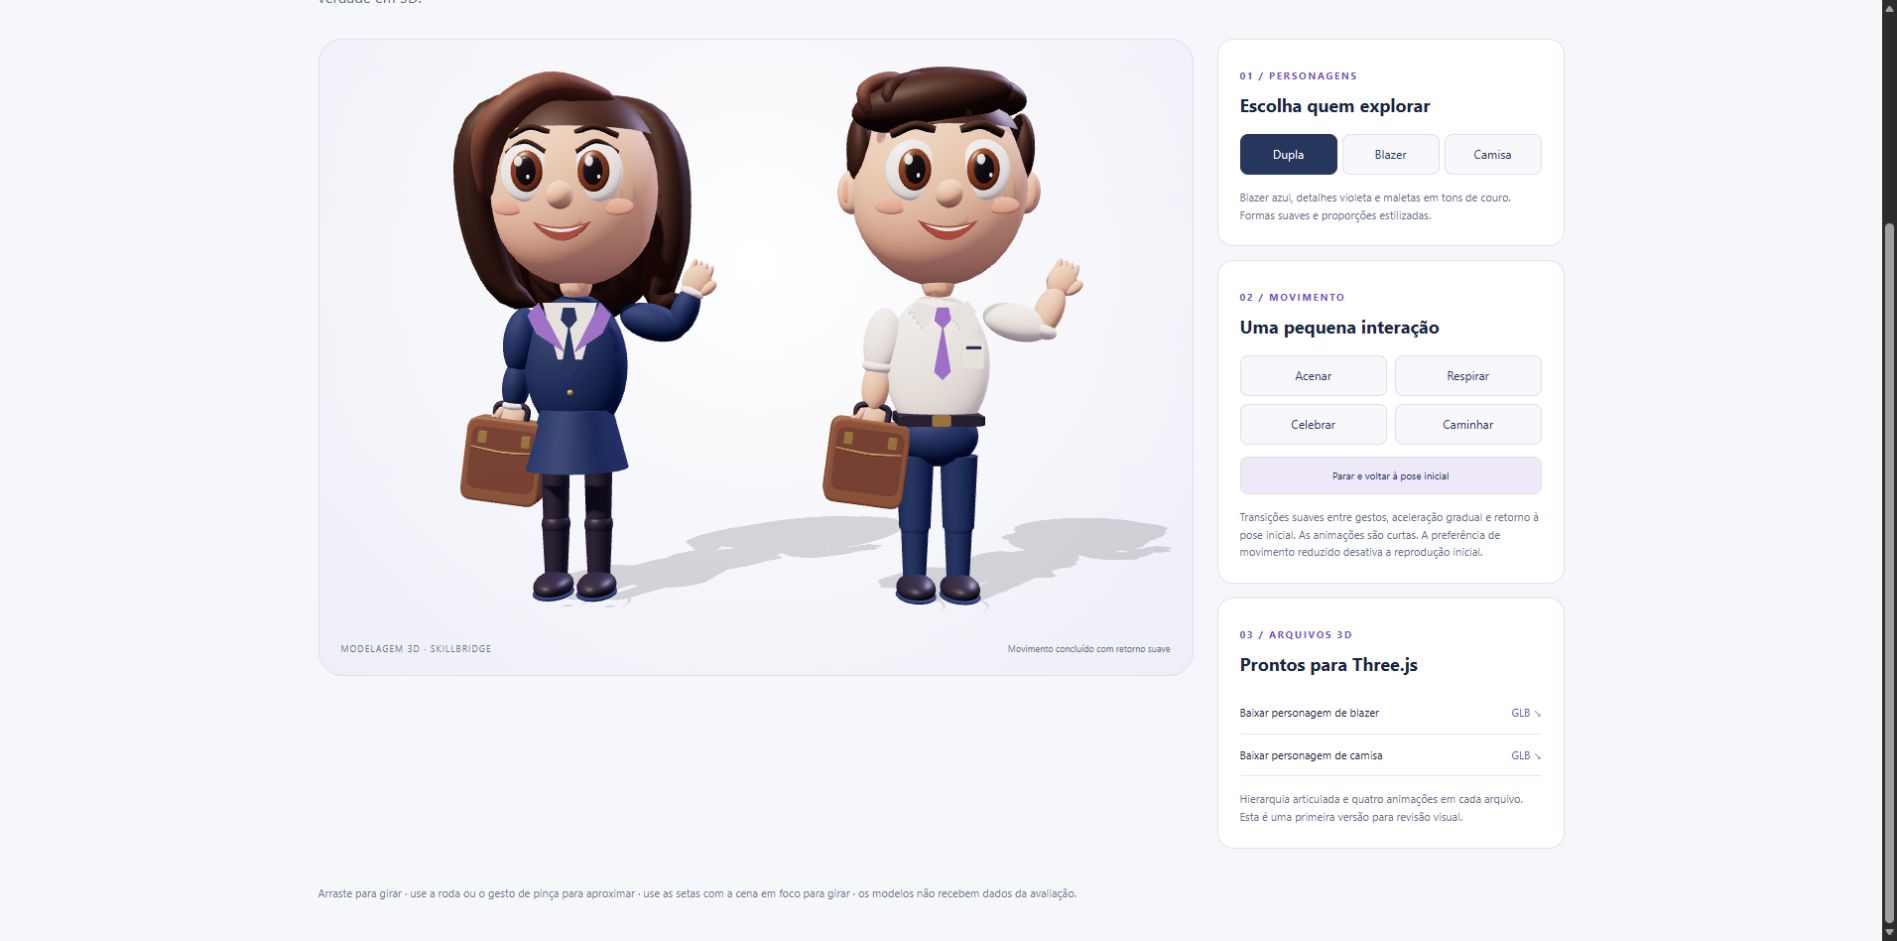 verdade em 3D.
MODELAGEM 3D · SKILLBRIDGE
Movimento concluído com retorno suave
01 / PERSONAGENS
Escolha quem explorar
Dupla
Blazer
Camisa
Blazer azul, detalhes violeta e maletas em tons de couro.
Formas suaves e proporções estilizadas.
02 / MOVIMENTO
Uma pequena interação
Acenar
Respirar
Celebrar
Caminhar
Parar e voltar à pose inicial
Transições suaves entre gestos, aceleração gradual e retorno à
pose inicial. As animações são curtas. A preferência de
movimento reduzido desativa a reprodução inicial.
03 / ARQUIVOS 3D
Prontos para Three.js
Baixar personagem de blazer
GLB ↘
Baixar personagem de camisa
GLB ↘
Hierarquia articulada e quatro animações em cada arquivo.
Esta é uma primeira versão para revisão visual.
Arraste para girar · use a roda ou o gesto de pinça para aproximar · use as setas com a cena em foco para girar · os modelos não recebem dados da avaliação.